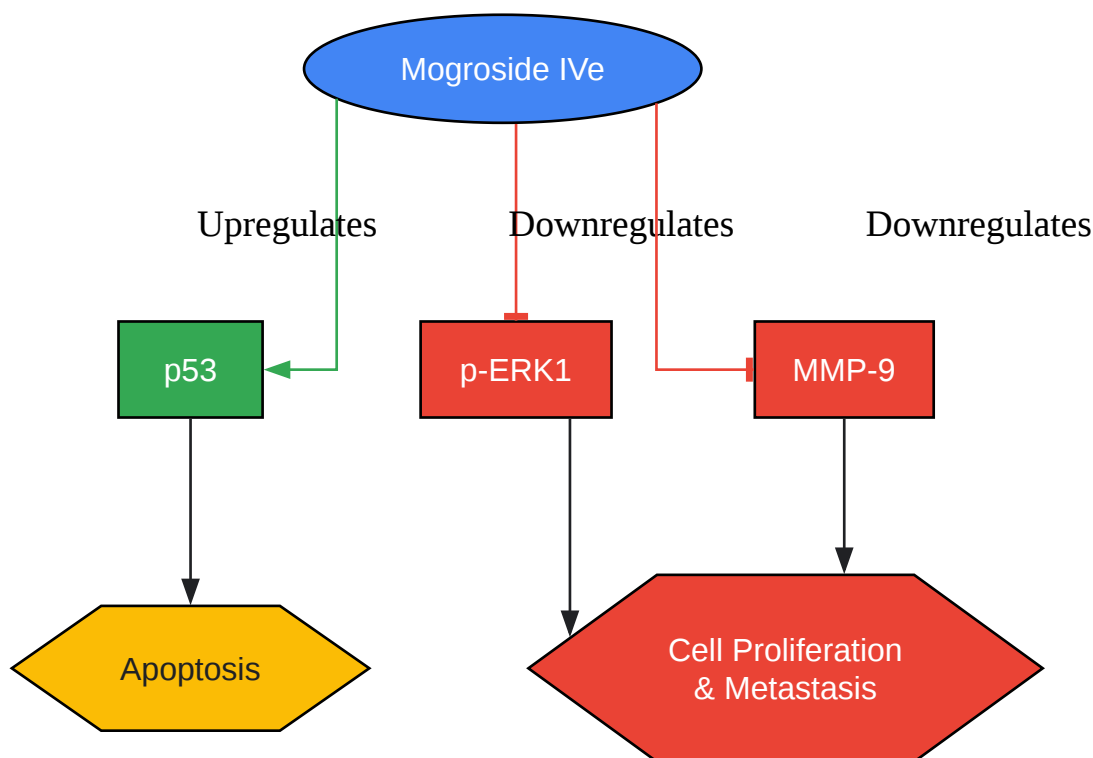 Mogroside IVe
Upregulates
Downregulates
Downregulates
p53
p-ERK1
MMP-9
Apoptosis
Cell Proliferation
& Metastasis